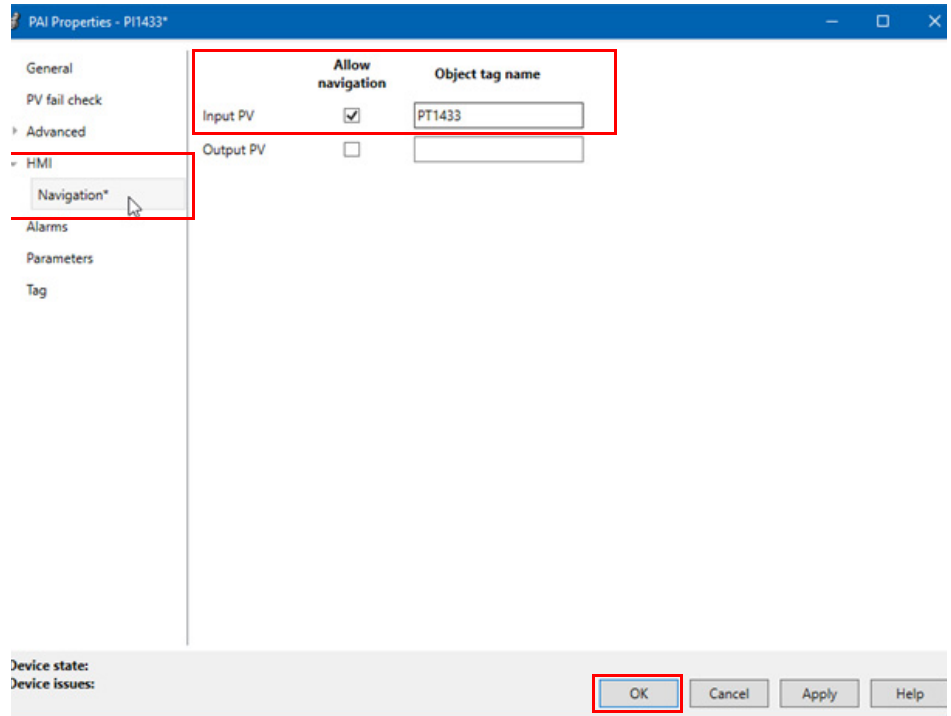 PAI Properties - PI1433*
General
PV fail check
Advanced
HMI
Navigation*
Alarms
Parameters
Tag
Allow navigation
Object tag name
Input PV
PT1433
Output PV
Device state:
Device issues:
OK
Cancel
Apply
Help